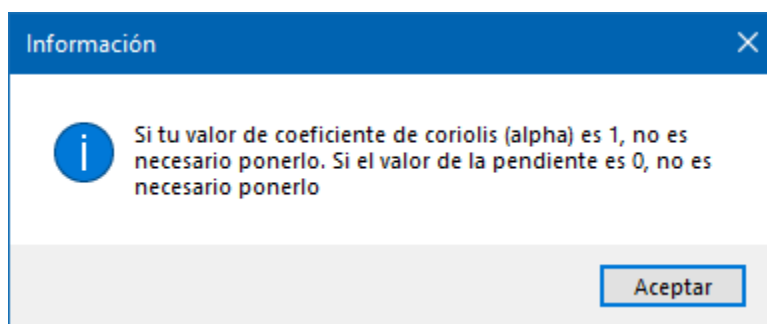 Información
Si tu valor de coeficiente de coriolis (alpha) es 1, no es
necesario ponerlo. Si el valor de la pendiente es 0, no es
necesario ponerlo
Aceptar